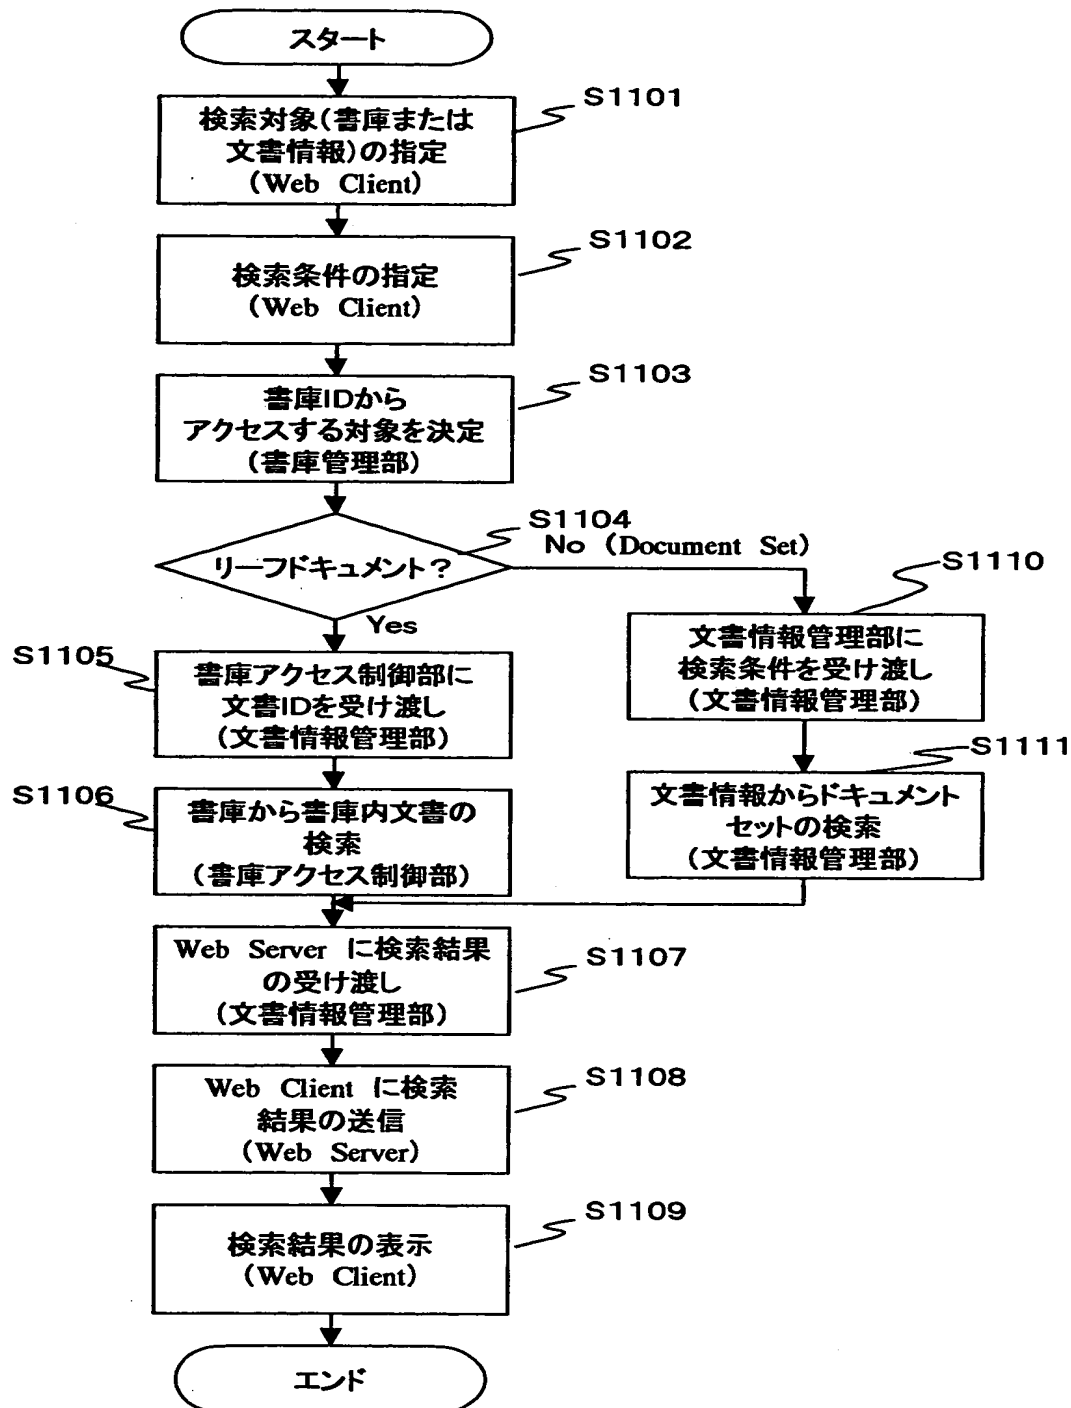 スタート
S1101
検索対象(書庫または
文書情報)の指定
(Web Client)
S1102
検索条件の指定
(Web Client)
S1103
書庫IDから
アクセスする対象を決定
(書庫管理部)
S1104
リーフドキュメント?
No (Document Set)
Yes
S1105
書庫アクセス制御部に
文書IDを受け渡し
(文書情報管理部)
S1110
文書情報管理部に
検索条件を受け渡し
(文書情報管理部)
S1106
書庫から書庫内文書の
検索
(書庫アクセス制御部)
S1111
文書情報からドキュメント
セットの検索
(文書情報管理部)
S1107
Web Server に検索結果
の受け渡し
(文書情報管理部)
S1108
Web Client に検索
結果の送信
(Web Server)
S1109
検索結果の表示
(Web Client)
エンド